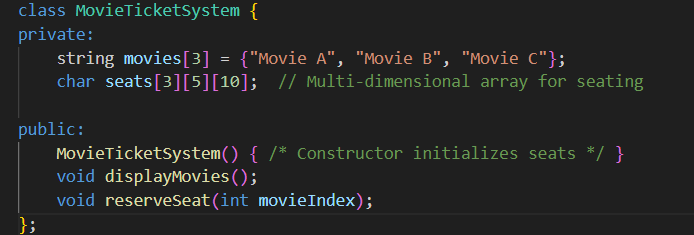 class MovieTicketSystem {
private:
    string movies[3] = {"Movie A", "Movie B", "Movie C"};
    char seats[3][5][10];  // Multi-dimensional array for seating

public:
    MovieTicketSystem() { /* Constructor initializes seats */ }
    void displayMovies();
    void reserveSeat(int movieIndex);
};